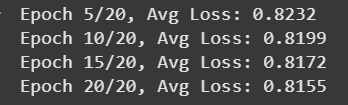 Epoch 5/20, Avg Loss: 0.8232
Epoch 10/20, Avg Loss: 0.8199
Epoch 15/20, Avg Loss: 0.8172
Epoch 20/20, Avg Loss: 0.8155